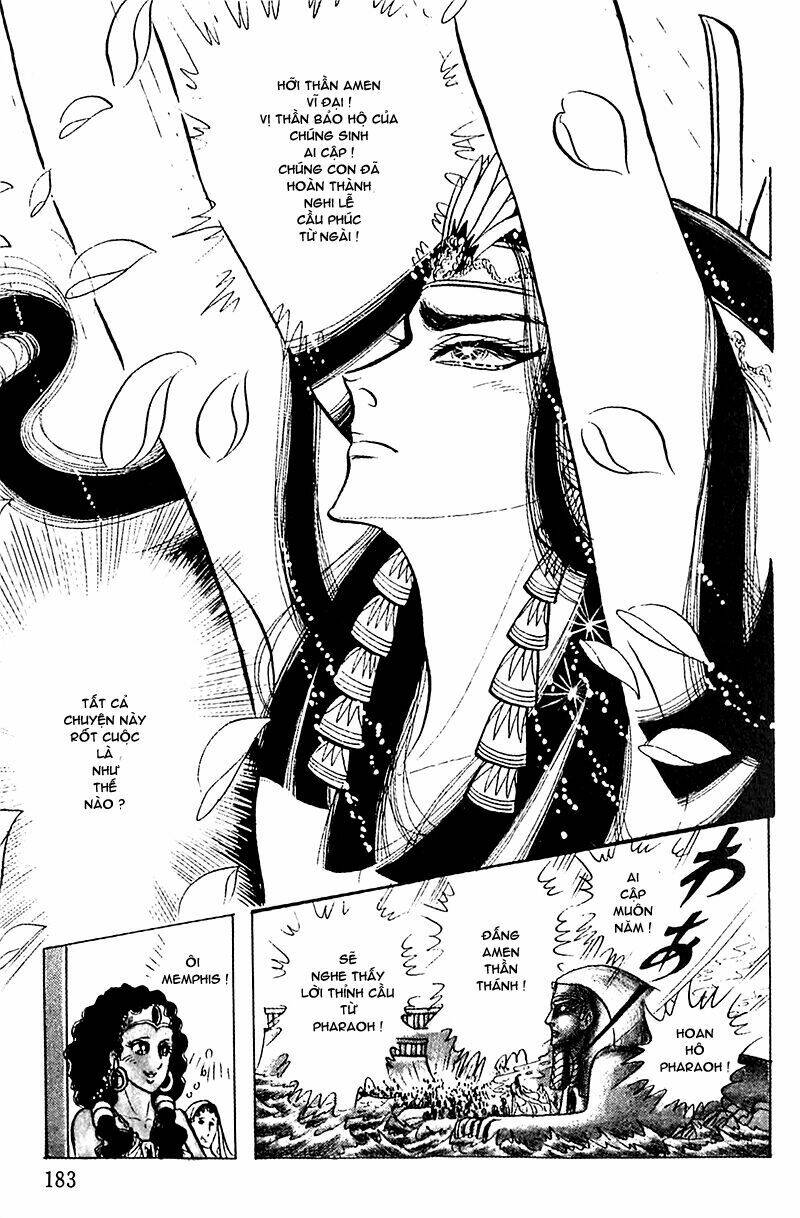 HỠI THẦN AMEN
VĨ ĐẠI !
VỊ THẦN BẢO HỘ CỦA
CHÚNG SINH
AI CẬP !
CHÚNG CON ĐÃ
HOÀN THÀNH
NGHI LỄ
CẦU PHÚC
TỪ NGÀI !
TẤT CẢ
CHUYỆN NÀY
RỐT CUỘC
LÀ
NHƯ
THẾ
NÀO ?
わあ
AI
CẬP
MUÔN
NĂM !
HOAN
HÔ
PHARAOH !
ĐẤNG
AMEN
THẦN
THÁNH !
SẼ
NGHE THẤY
LỜI THỈNH CẦU
TỪ
PHARAOH !
ÔI
MEMPHIS !
183